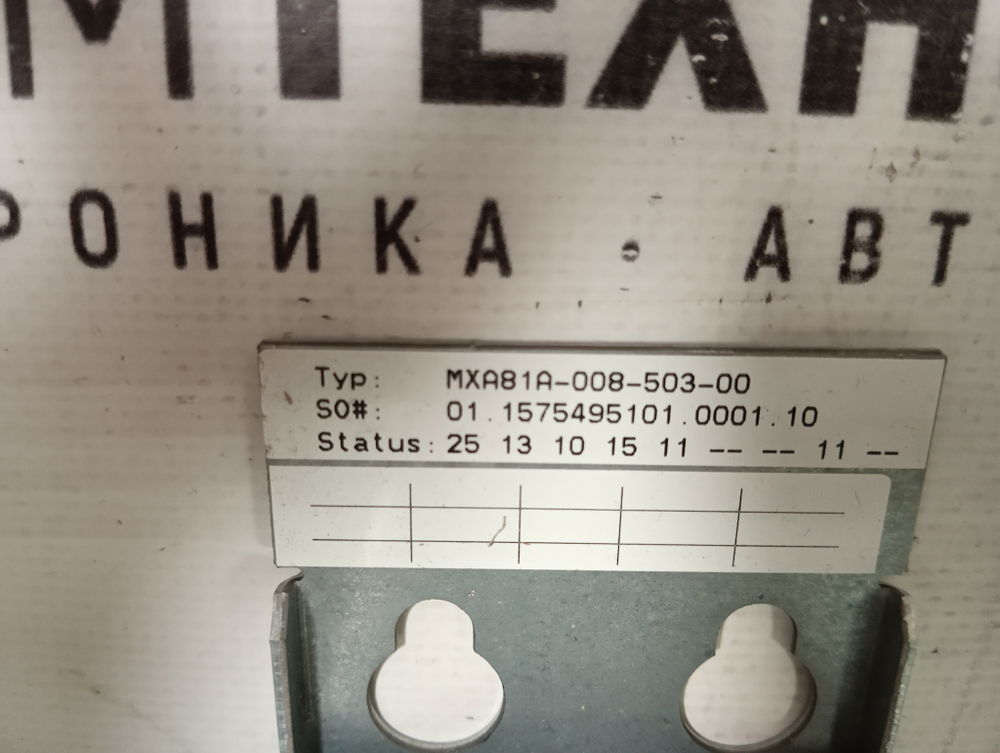 МТЕХН
РОНИКА · АВТ
Typ: MXA81A-008-503-00
SO#: 01.1575495101.0001.10
Status: 25 13 10 15 11 -- -- 11 --